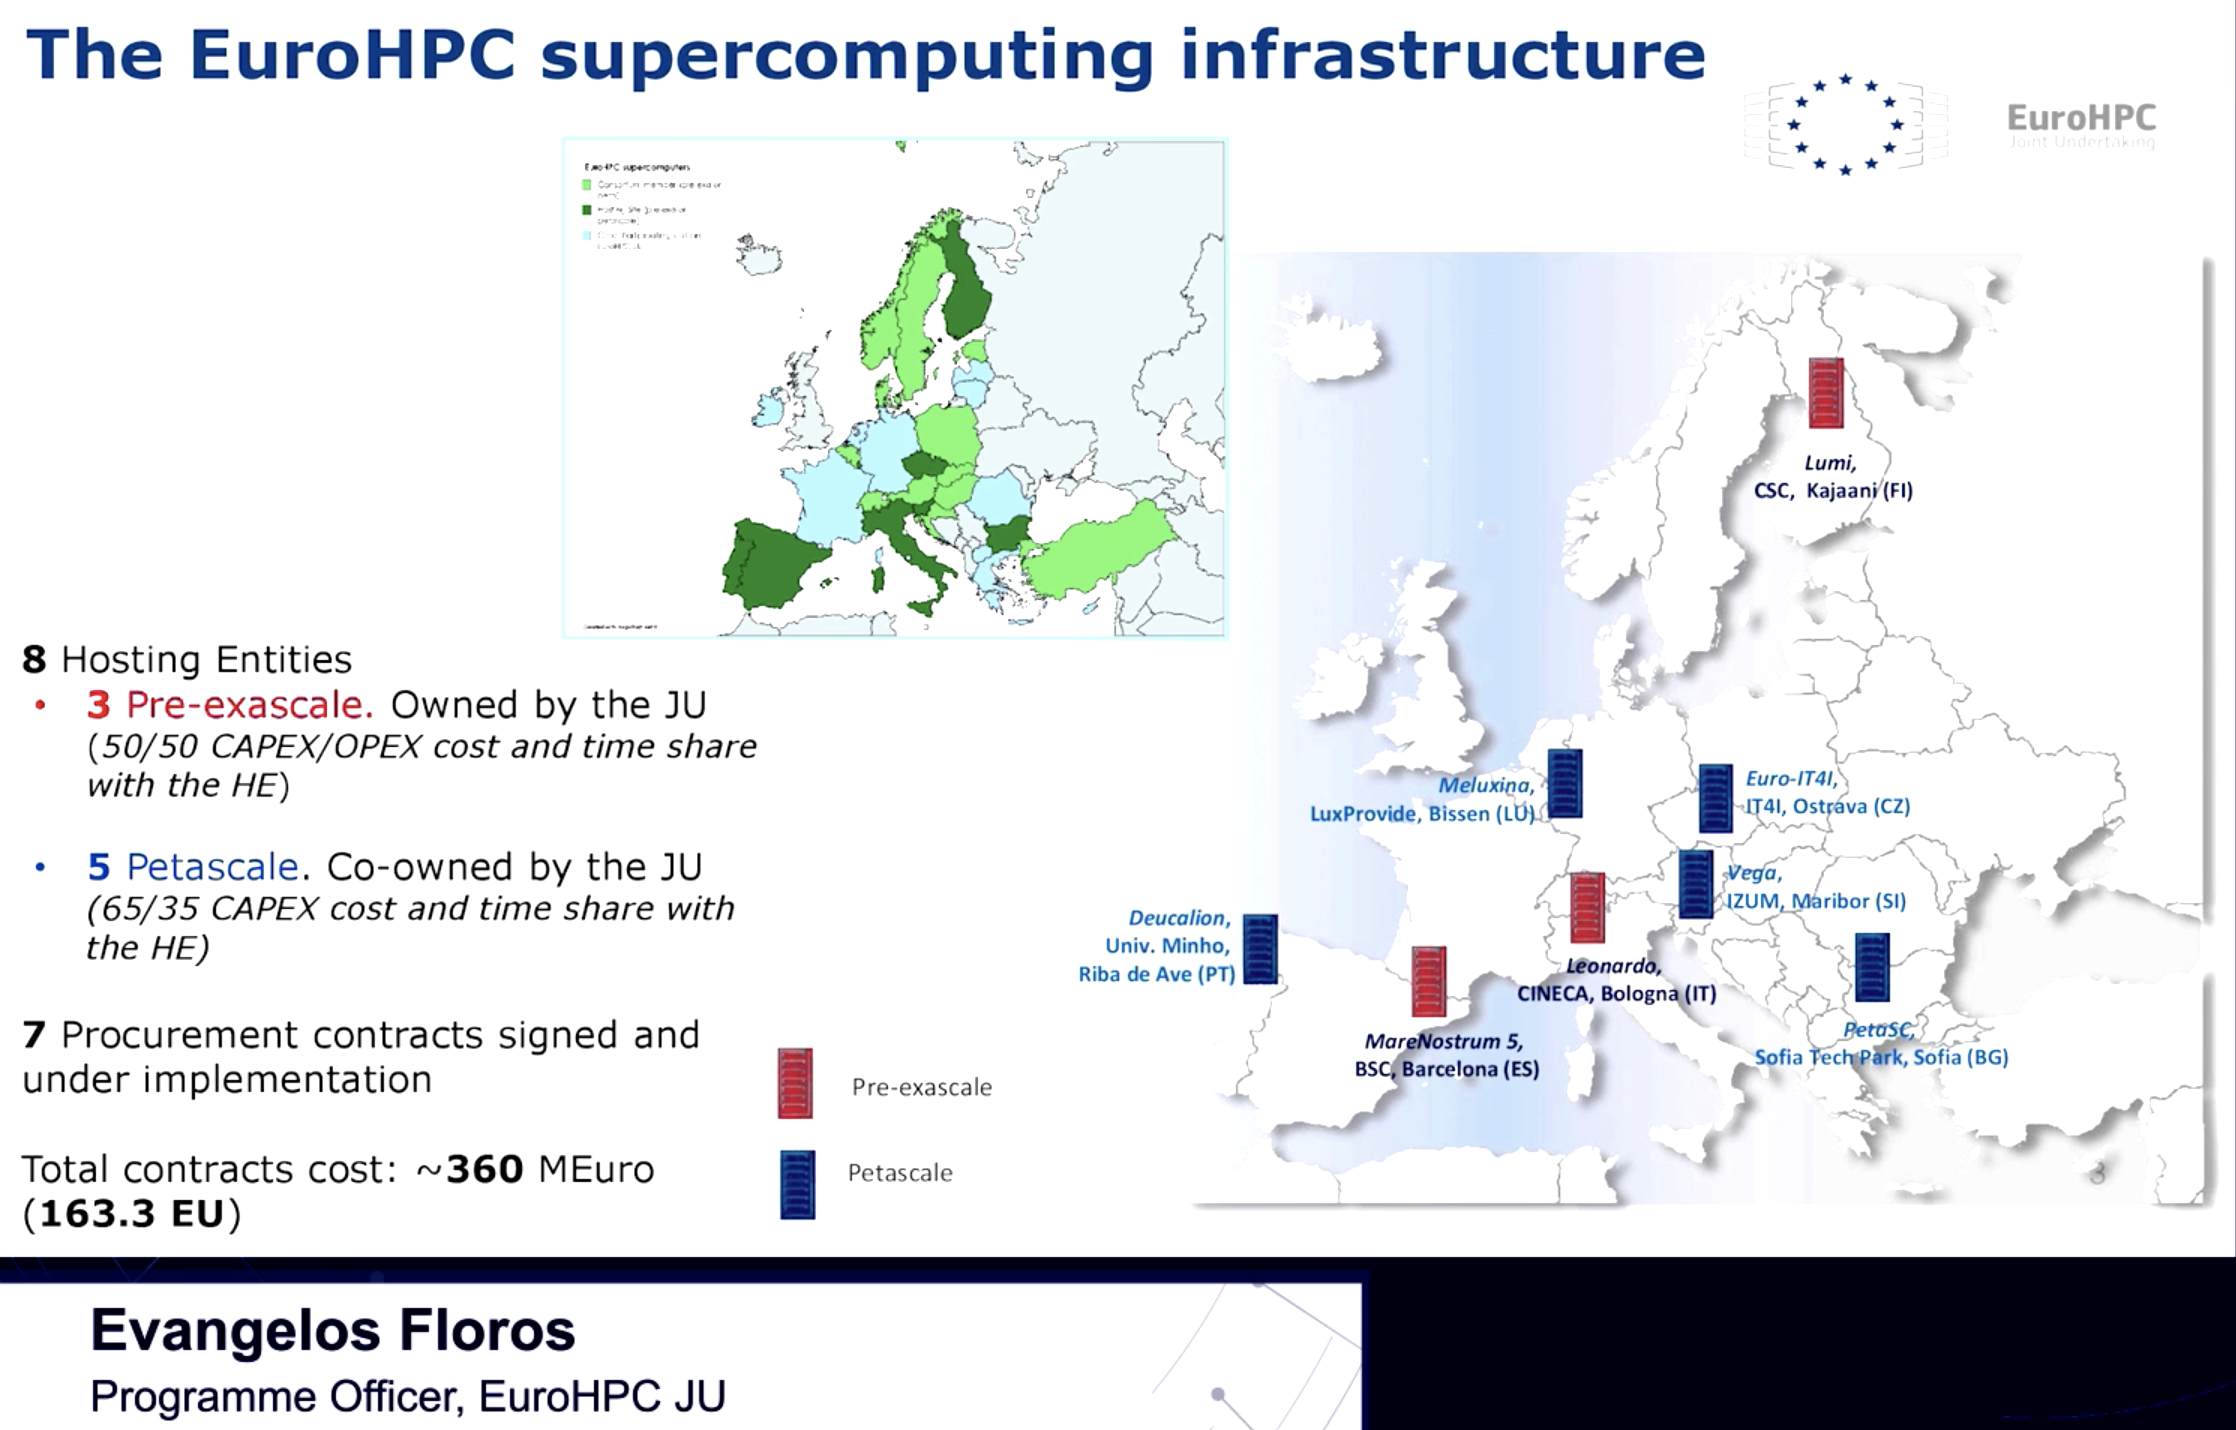 The EuroHPC supercomputing infrastructure
EuroHPC
Joint Undertaking
EuroHPC supercomputers
8 Hosting Entities
• 3 Pre-exascale. Owned by the JU
(50/50 CAPEX/OPEX cost and time share
with the HE)
• 5 Petascale. Co-owned by the JU
(65/35 CAPEX cost and time share with
the HE)
7 Procurement contracts signed and
under implementation
Total contracts cost: ~360 MEuro
(163.3 EU)
Pre-exascale
Petascale
Lumi,
CSC, Kajaani (FI)
Meluxina,
LuxProvide, Bissen (LU)
Euro-IT4I,
IT4I, Ostrava (CZ)
Vega,
IZUM, Maribor (SI)
Deucalion,
Univ. Minho,
Riba de Ave (PT)
Leonardo,
CINECA, Bologna (IT)
MareNostrum 5,
BSC, Barcelona (ES)
PetaSC,
Sofia Tech Park, Sofia (BG)
3
Evangelos Floros
Programme Officer, EuroHPC JU